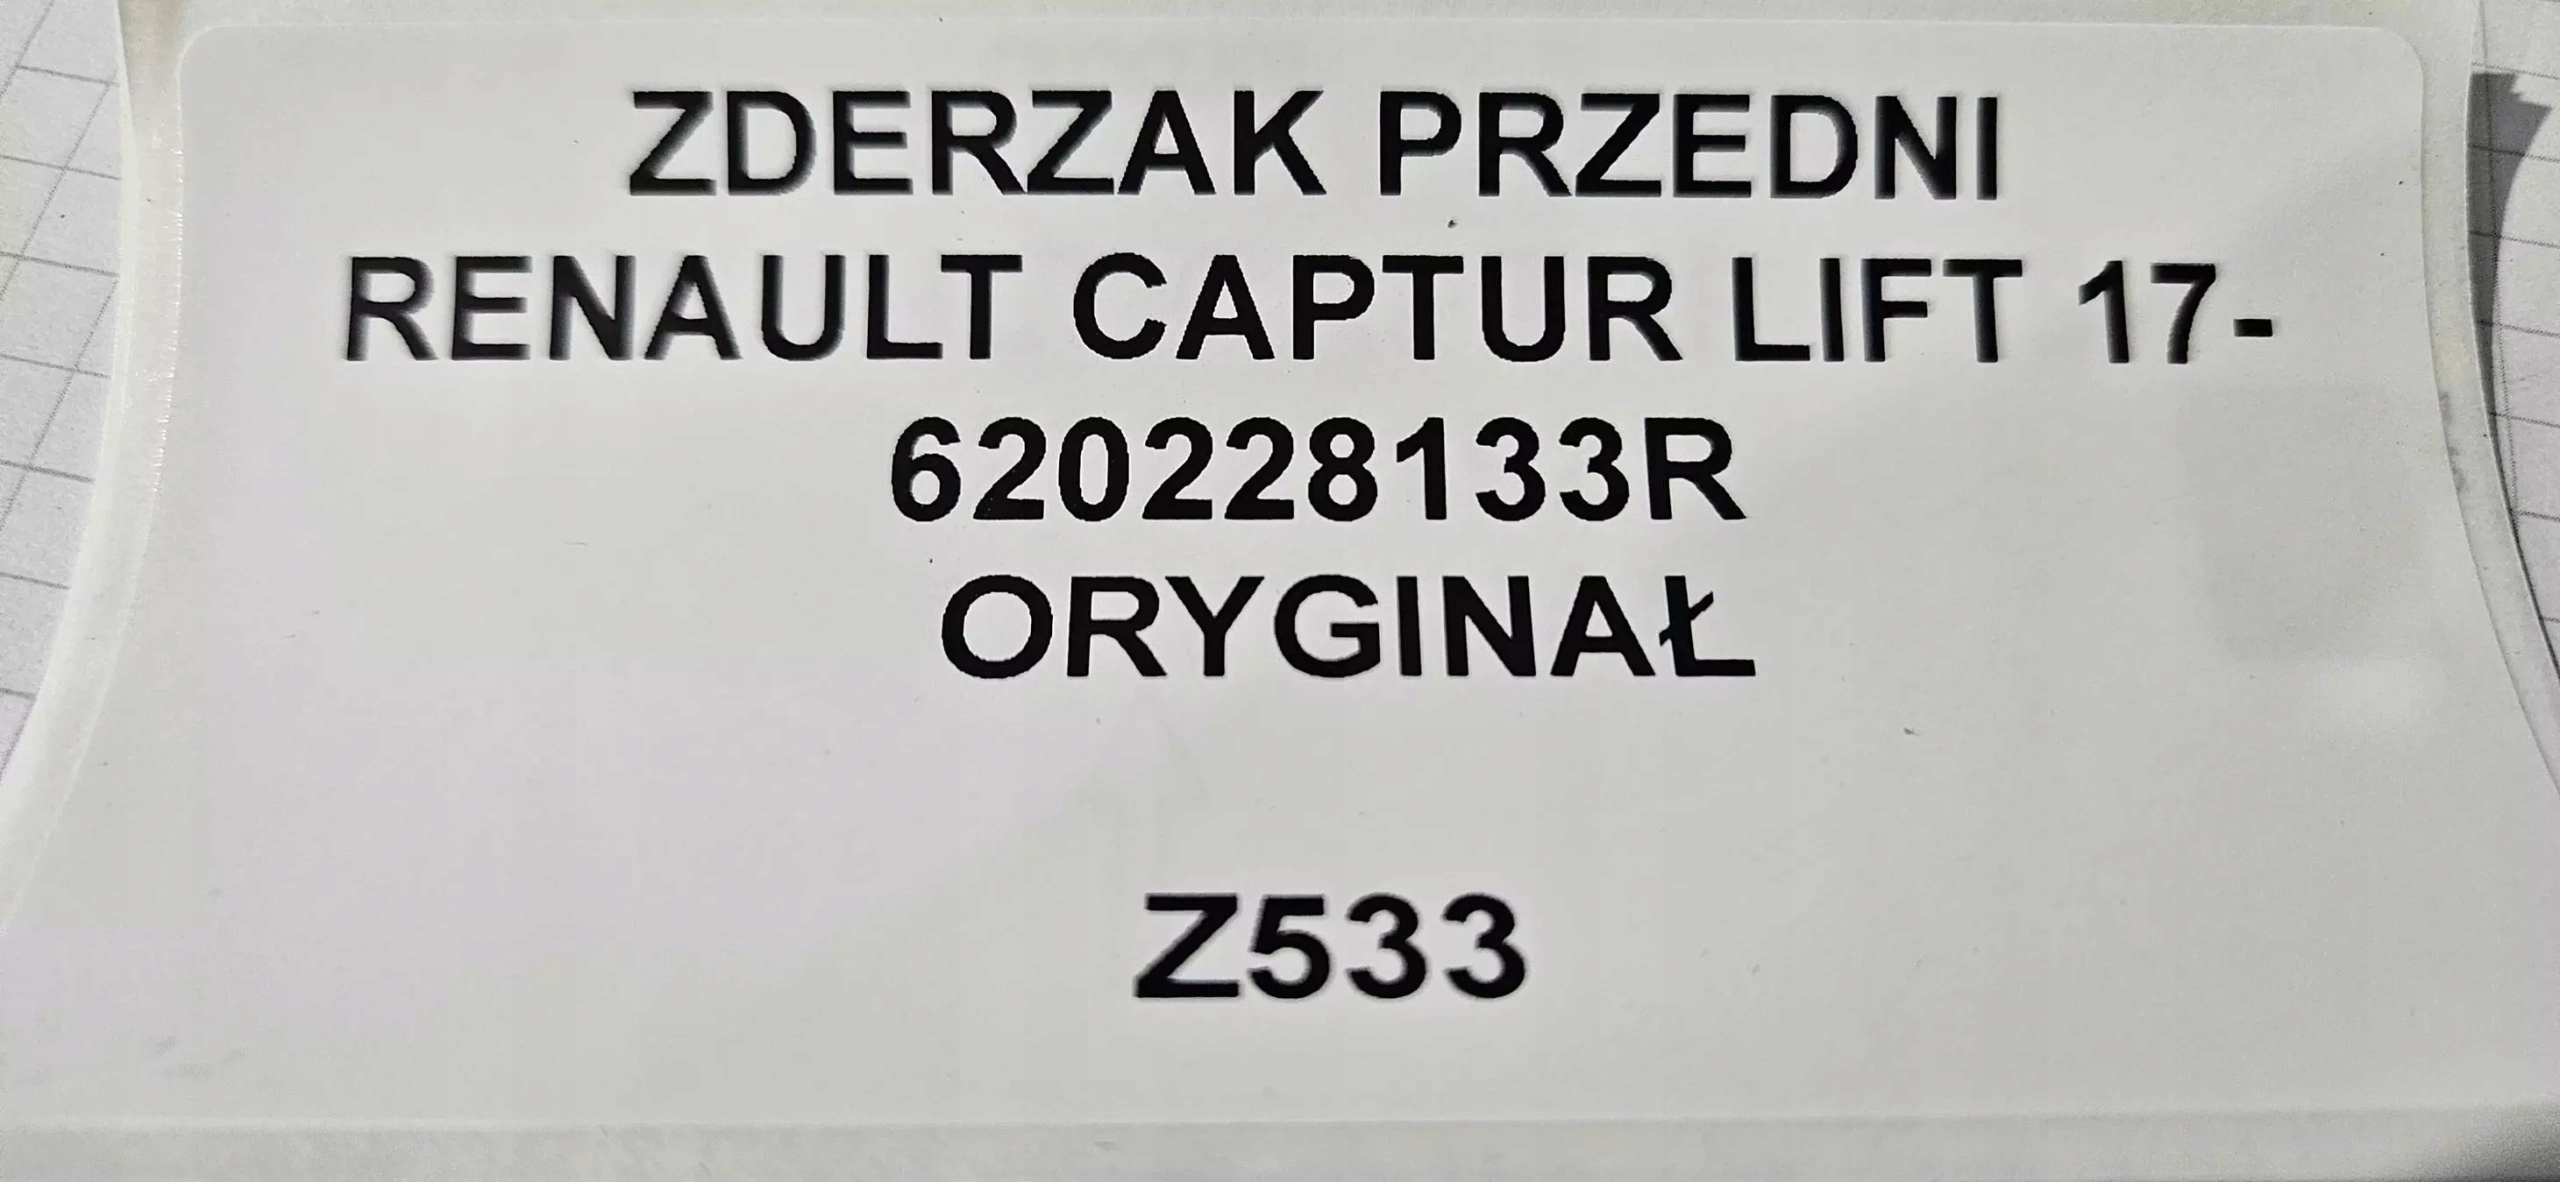 ZDERZAK PRZEDNI
RENAULT CAPTUR LIFT 17-
620228133R
ORYGINAŁ
Z533